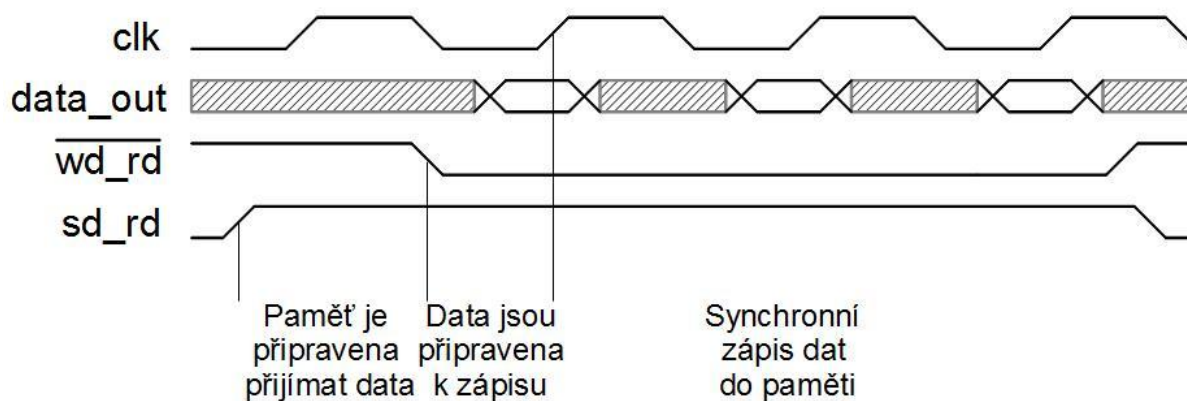 clk
data_out
wd_rd
sd_rd
Paměť je
připravena
přijímat data
Data jsou
připravena
k zápisu
Synchronní
zápis dat
do paměti